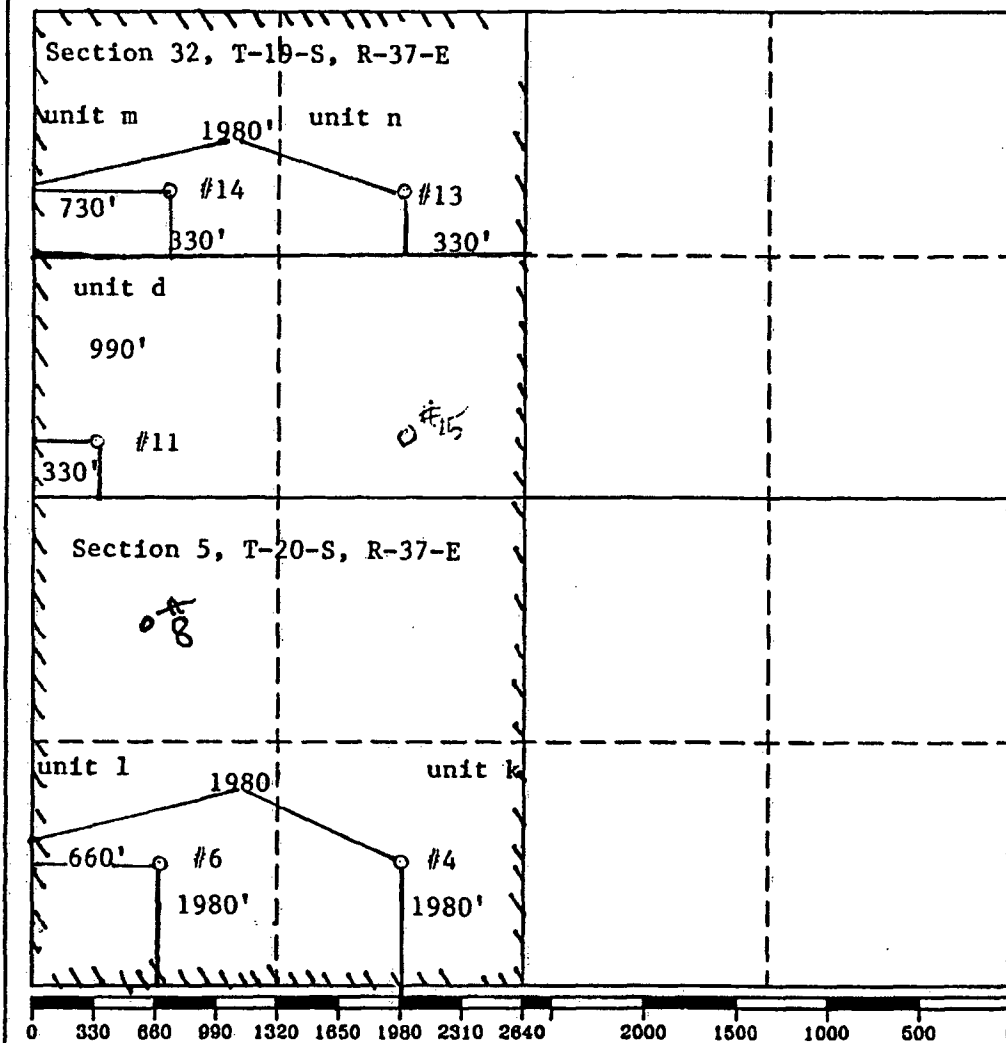 Section 32, T-19-S, R-37-E
unit m
1980'
unit n
#14
#13
730'
330'
330'
unit d
990'
#15
#11
330'
Section 5, T-20-S, R-37-E
#8
unit l
1980
unit k
660'
#6
#4
1980'
1980'
0 330 660 990 1320 1650 1980 2310 2640 2000 1500 1000 500